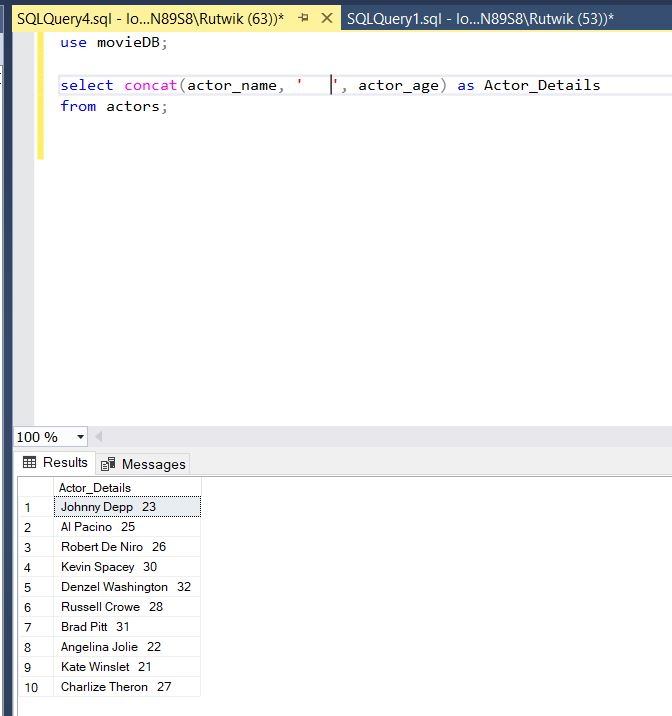 SQLQuery4.sql - lo...N89S8\Rutwik (63))* SQLQuery1.sql - lo...N89S8\Rutwik (53))*
use movieDB;
select concat(actor_name, '   ', actor_age) as Actor_Details
from actors;
100 %
Results Messages
Actor_Details
1 Johnny Depp   23
2 Al Pacino   25
3 Robert De Niro   26
4 Kevin Spacey   30
5 Denzel Washington   32
6 Russell Crowe   28
7 Brad Pitt   31
8 Angelina Jolie   22
9 Kate Winslet   21
10 Charlize Theron   27